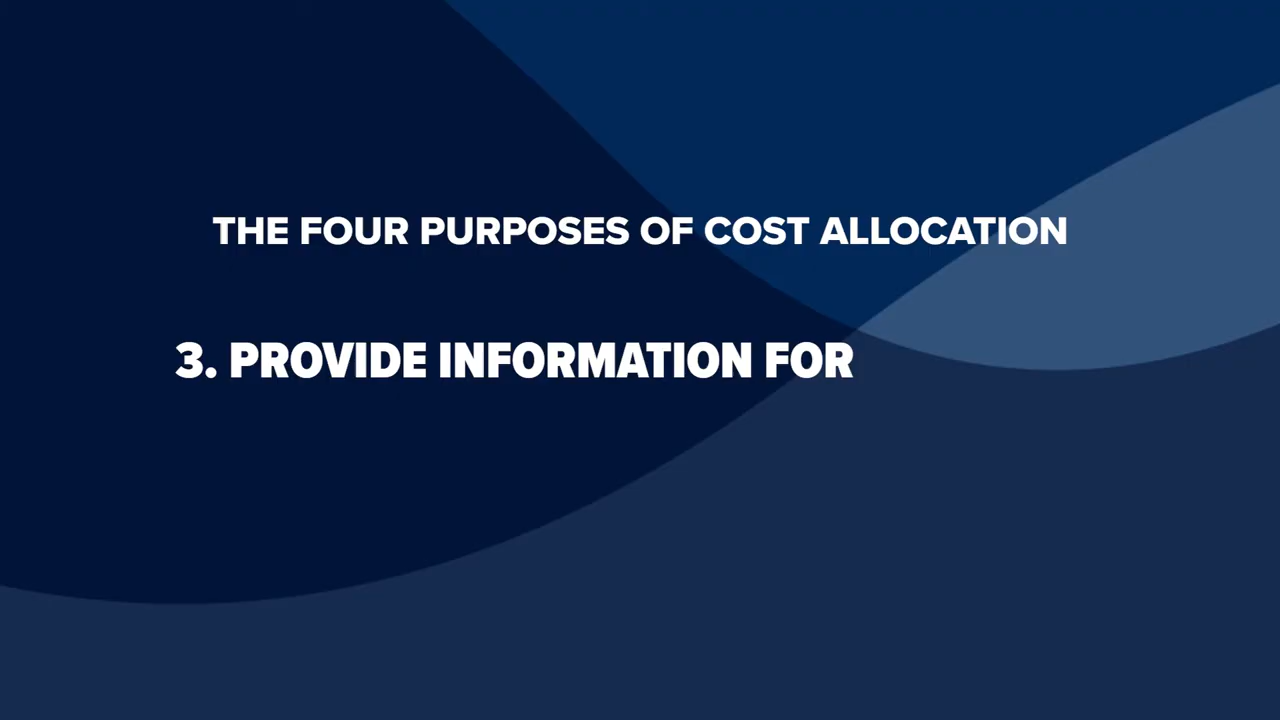 THE FOUR PURPOSES OF COST ALLOCATION
3. PROVIDE INFORMATION FOR